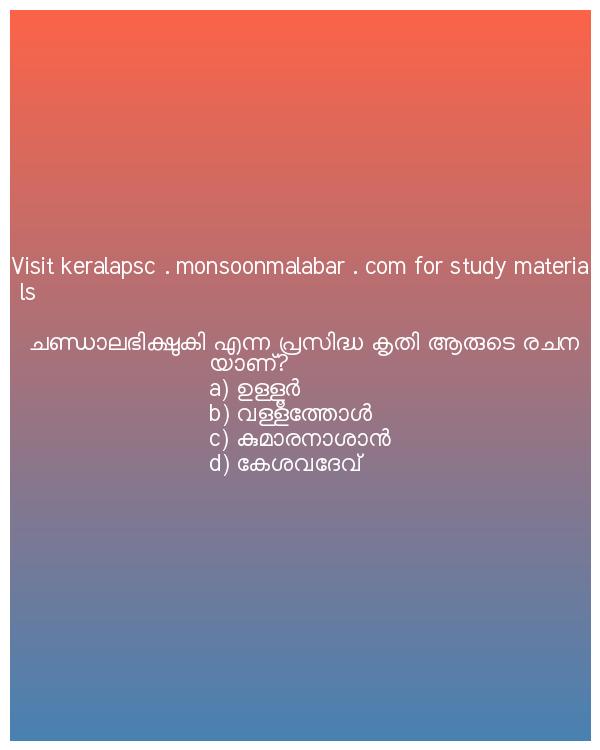 Visit keralapsc . monsoonmalabar . com for study materia
ls
ചണ്ഡാലഭിക്ഷുകി എന്ന പ്രസിദ്ധ കൃതി ആരുടെ രചന
യാണ്?
a) ഉള്ളൂർ
b) വള്ളത്തോൾ
c) കുമാരനാശാൻ
d) കേശവദേവ്